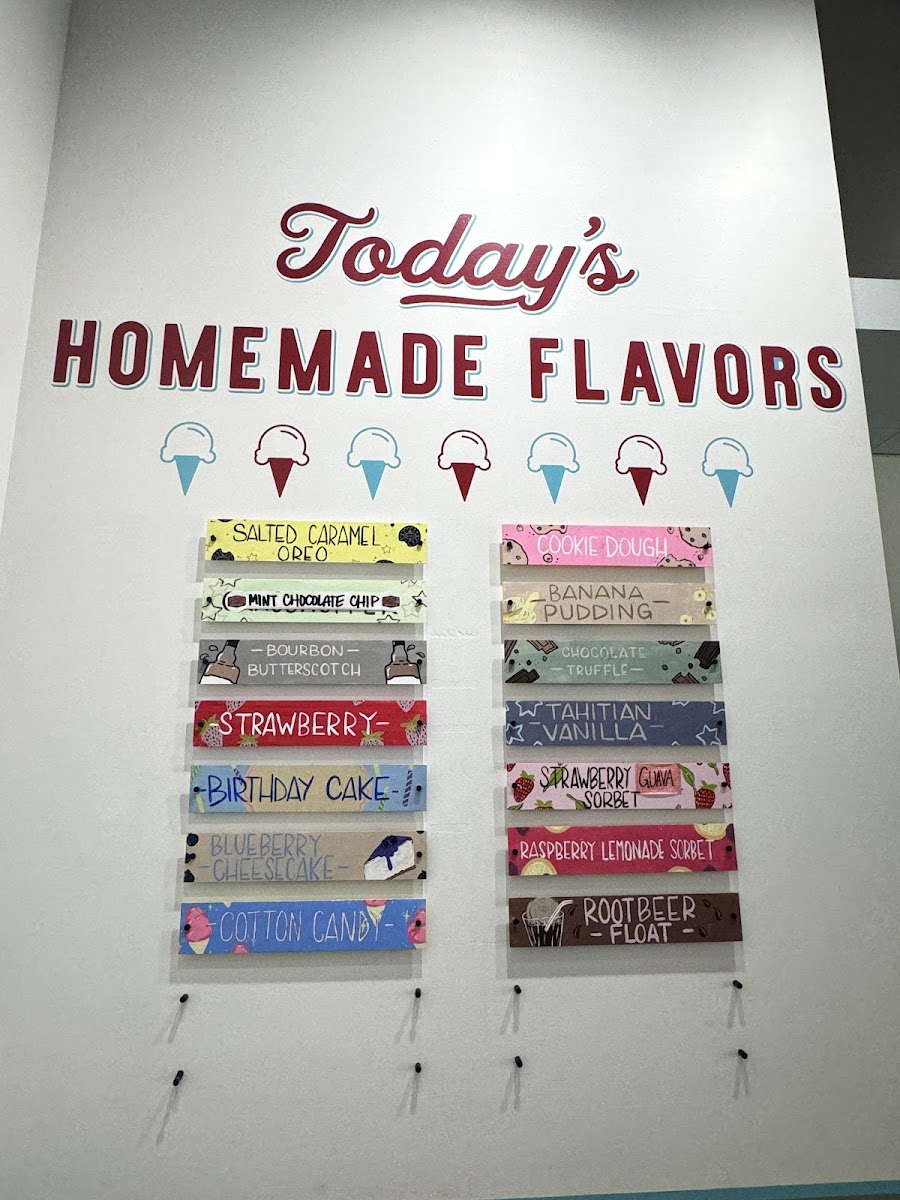 Today's
HOMEMADE FLAVORS
SALTED CARAMEL
OREO
MINT CHOCOLATE CHIP
-BOURBON-
BUTTERSCOTCH
-STRAWBERRY-
-BIRTHDAY CAKE-
BLUEBERRY
-CHEESECAKE-
-COTTON CANDY-
COOKIE DOUGH
-BANANA-
PUDDING
CHOCOLATE
-TRUFFLE-
-TAHITIAN
VANILLA-
STRAWBERRY GUAVA
SORBET
RASPBERRY LEMONADE SORBET
ROOTBEER
-FLOAT-